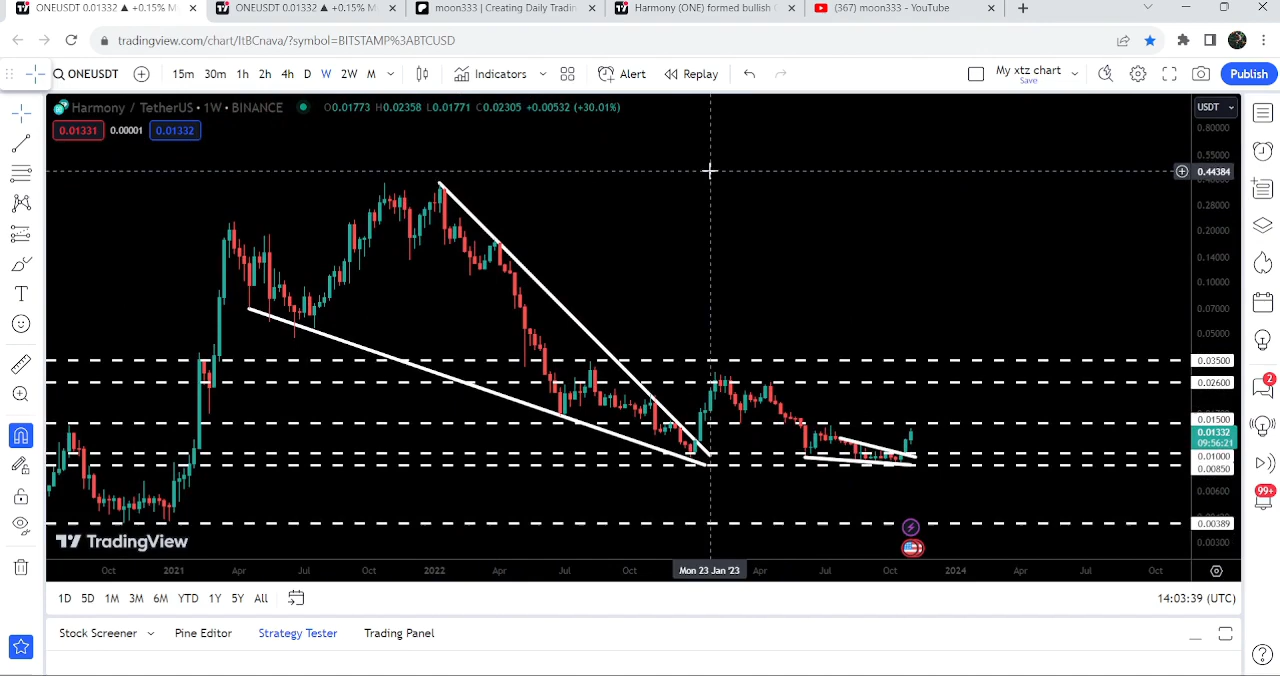 ONEUSDT 0.01332 ▲ +0.15% M
ONEUSDT 0.01332 ▲ +0.15% M
moon333 | Creating Daily Tradin
Harmony (ONE) formed bullish
(367) moon333 - YouTube
tradingview.com/chart/ItBCnava/?symbol=BITSTAMP%3ABTCUSD
ONEUSDT 15m 30m 1h 2h 4h D W 2W M Indicators Alert Replay My xtz chart Publish
Save
Harmony / TetherUS • 1W • BINANCE O0.01773 H0.02358 L0.01771 C0.02305 +0.00532 (+30.01%) USDT
0.01331 0.00001 0.01332
0.80000
0.55000
0.44384
0.28000
0.20000
0.14000
0.10000
0.07000
0.05000
0.03500
0.02600
0.01500
0.01332
09:56:21
0.01000
0.00850
0.00600
0.00389
0.00300
TradingView
Oct 2021 Apr Jul Oct 2022 Apr Jul Oct Mon 23 Jan '23 Apr Jul Oct 2024 Apr Jul Oct
1D 5D 1M 3M 6M YTD 1Y 5Y All 14:03:39 (UTC)
Stock Screener Pine Editor Strategy Tester Trading Panel
2
99+